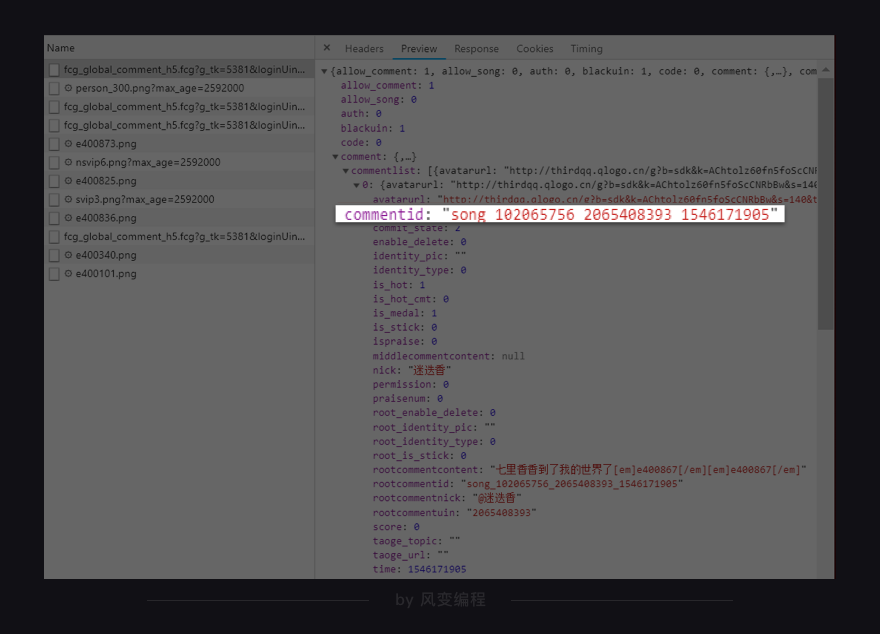 Name
fcg_global_comment_h5.fcg?g_tk=5381&loginUin...
person_300.png?max_age=2592000
fcg_global_comment_h5.fcg?g_tk=5381&loginUin...
fcg_global_comment_h5.fcg?g_tk=5381&loginUin...
e400873.png
nsvip6.png?max_age=2592000
e400825.png
svip3.png?max_age=2592000
e400836.png
fcg_global_comment_h5.fcg?g_tk=5381&loginUin...
e400340.png
e400101.png
× Headers Preview Response Cookies Timing
▼{allow_comment: 1, allow_song: 0, auth: 0, blackuin: 1, code: 0, comment: {,…}, com
allow_comment: 1
allow_song: 0
auth: 0
blackuin: 1
code: 0
▼comment: {,…}
▼commentlist: [{avatarurl: "http://thirdqq.qlogo.cn/g?b=sdk&k=AChtolz60fn5foScCNR
▼0: {avatarurl: "http://thirdqq.qlogo.cn/g?b=sdk&k=AChtolz60fn5foScCNRbBw&s=140
avatarurl: "http://thirdqq.qlogo.cn/g?b=sdk&k=AChtolz60fn5foScCNRbBw&s=140&t
commentid: "song_102065756_2065408393_1546171905"
commit_state: 2
enable_delete: 0
identity_pic: ""
identity_type: 0
is_hot: 1
is_hot_cmt: 0
is_medal: 1
is_stick: 0
ispraise: 0
middlecommentcontent: null
nick: "迷迭香"
permission: 0
praisenum: 0
root_enable_delete: 0
root_identity_pic: ""
root_identity_type: 0
root_is_stick: 0
rootcommentcontent: "七里香香到了我的世界了[em]e400867[/em][em]e400867[/em]"
rootcommentid: "song_102065756_2065408393_1546171905"
rootcommentnick: "@迷迭香"
rootcommentuin: "2065408393"
score: 0
taoge_topic: ""
taoge_url: ""
time: 1546171905
by 风变编程